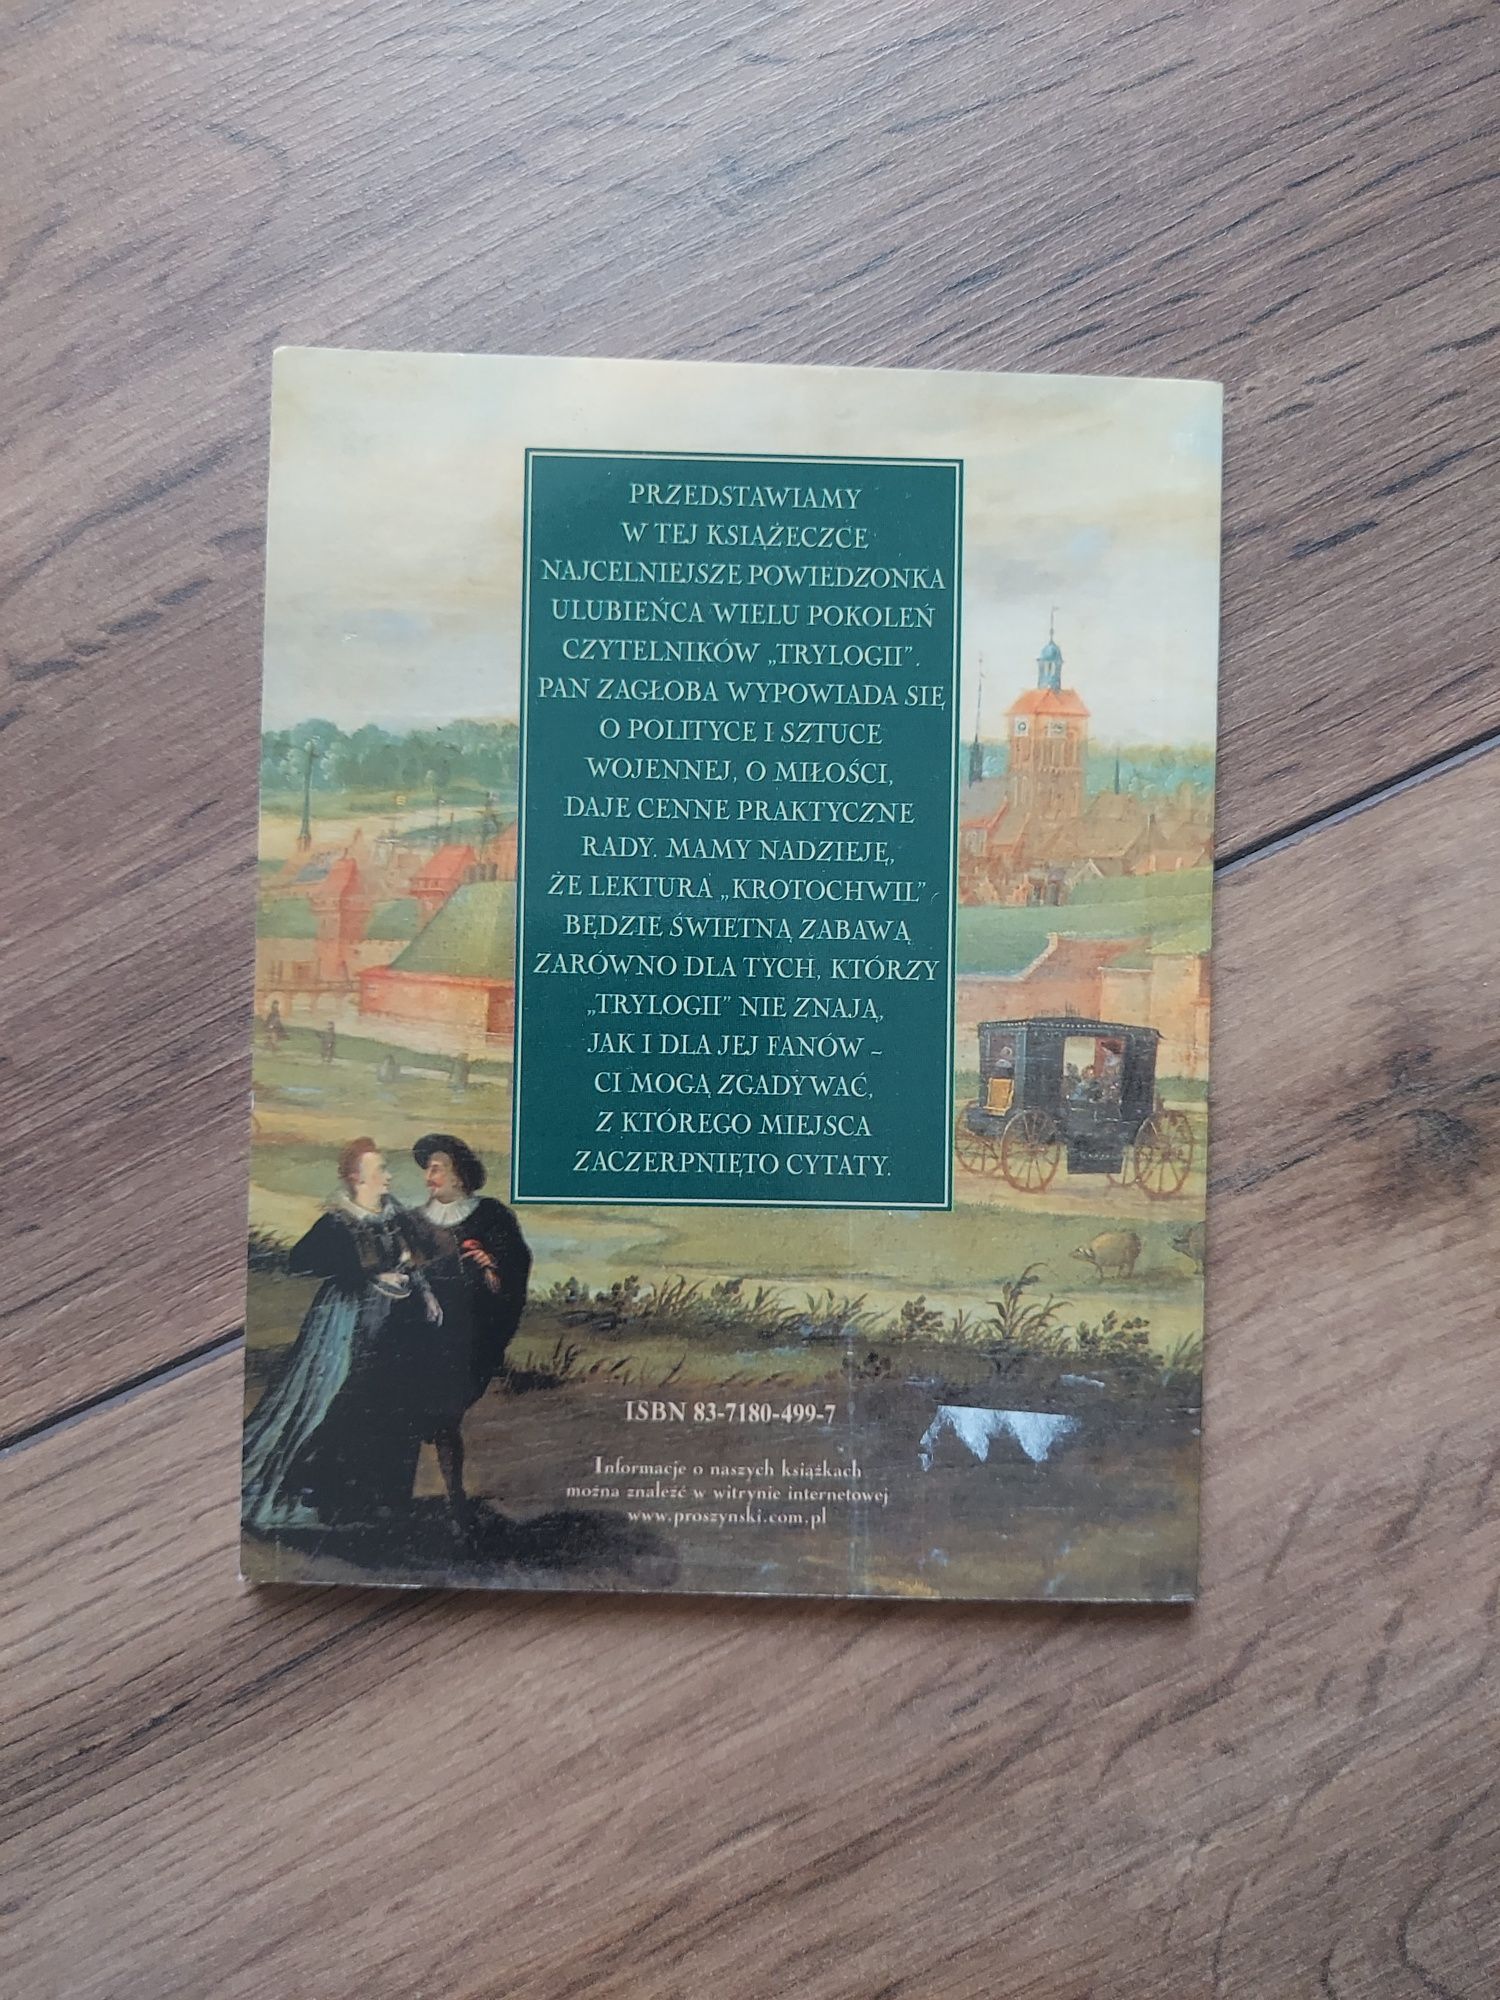 PRZEDSTAWIAMY
W TEJ KSIĄŻECZCE
NAJCELNIEJSZE POWIEDZONKA
ULUBIEŃCA WIELU POKOLEŃ
CZYTELNIKÓW „TRYLOGII”.
PAN ZAGŁOBA WYPOWIADA SIĘ
O POLITYCE I SZTUCE
WOJENNEJ, O MIŁOŚCI,
DAJE CENNE PRAKTYCZNE
RADY. MAMY NADZIEJĘ,
ŻE LEKTURA „KROTOCHWIL”
BĘDZIE ŚWIETNĄ ZABAWĄ
ZARÓWNO DLA TYCH, KTÓRZY
„TRYLOGII” NIE ZNAJĄ,
JAK I DLA JEJ FANÓW –
CI MOGĄ ZGADYWAĆ,
Z KTÓREGO MIEJSCA
ZACZERPNIĘTO CYTATY.
ISBN 83-7180-499-7
Informacje o naszych książkach
można znaleźć w witrynie internetowej
www.proszynski.com.pl